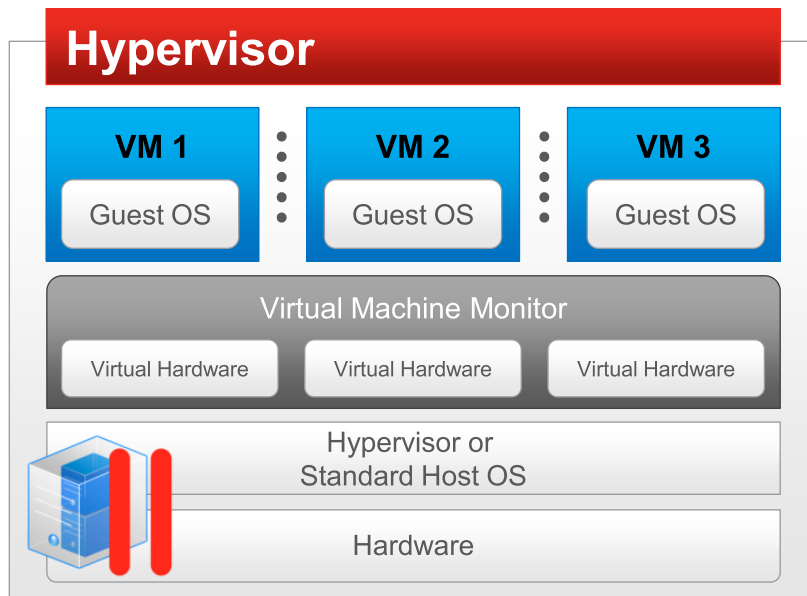 Hypervisor
VM 1
VM 2
VM 3
Guest OS
Guest OS
Guest OS
Virtual Machine Monitor
Virtual Hardware
Virtual Hardware
Virtual Hardware
Hypervisor or
Standard Host OS
Hardware